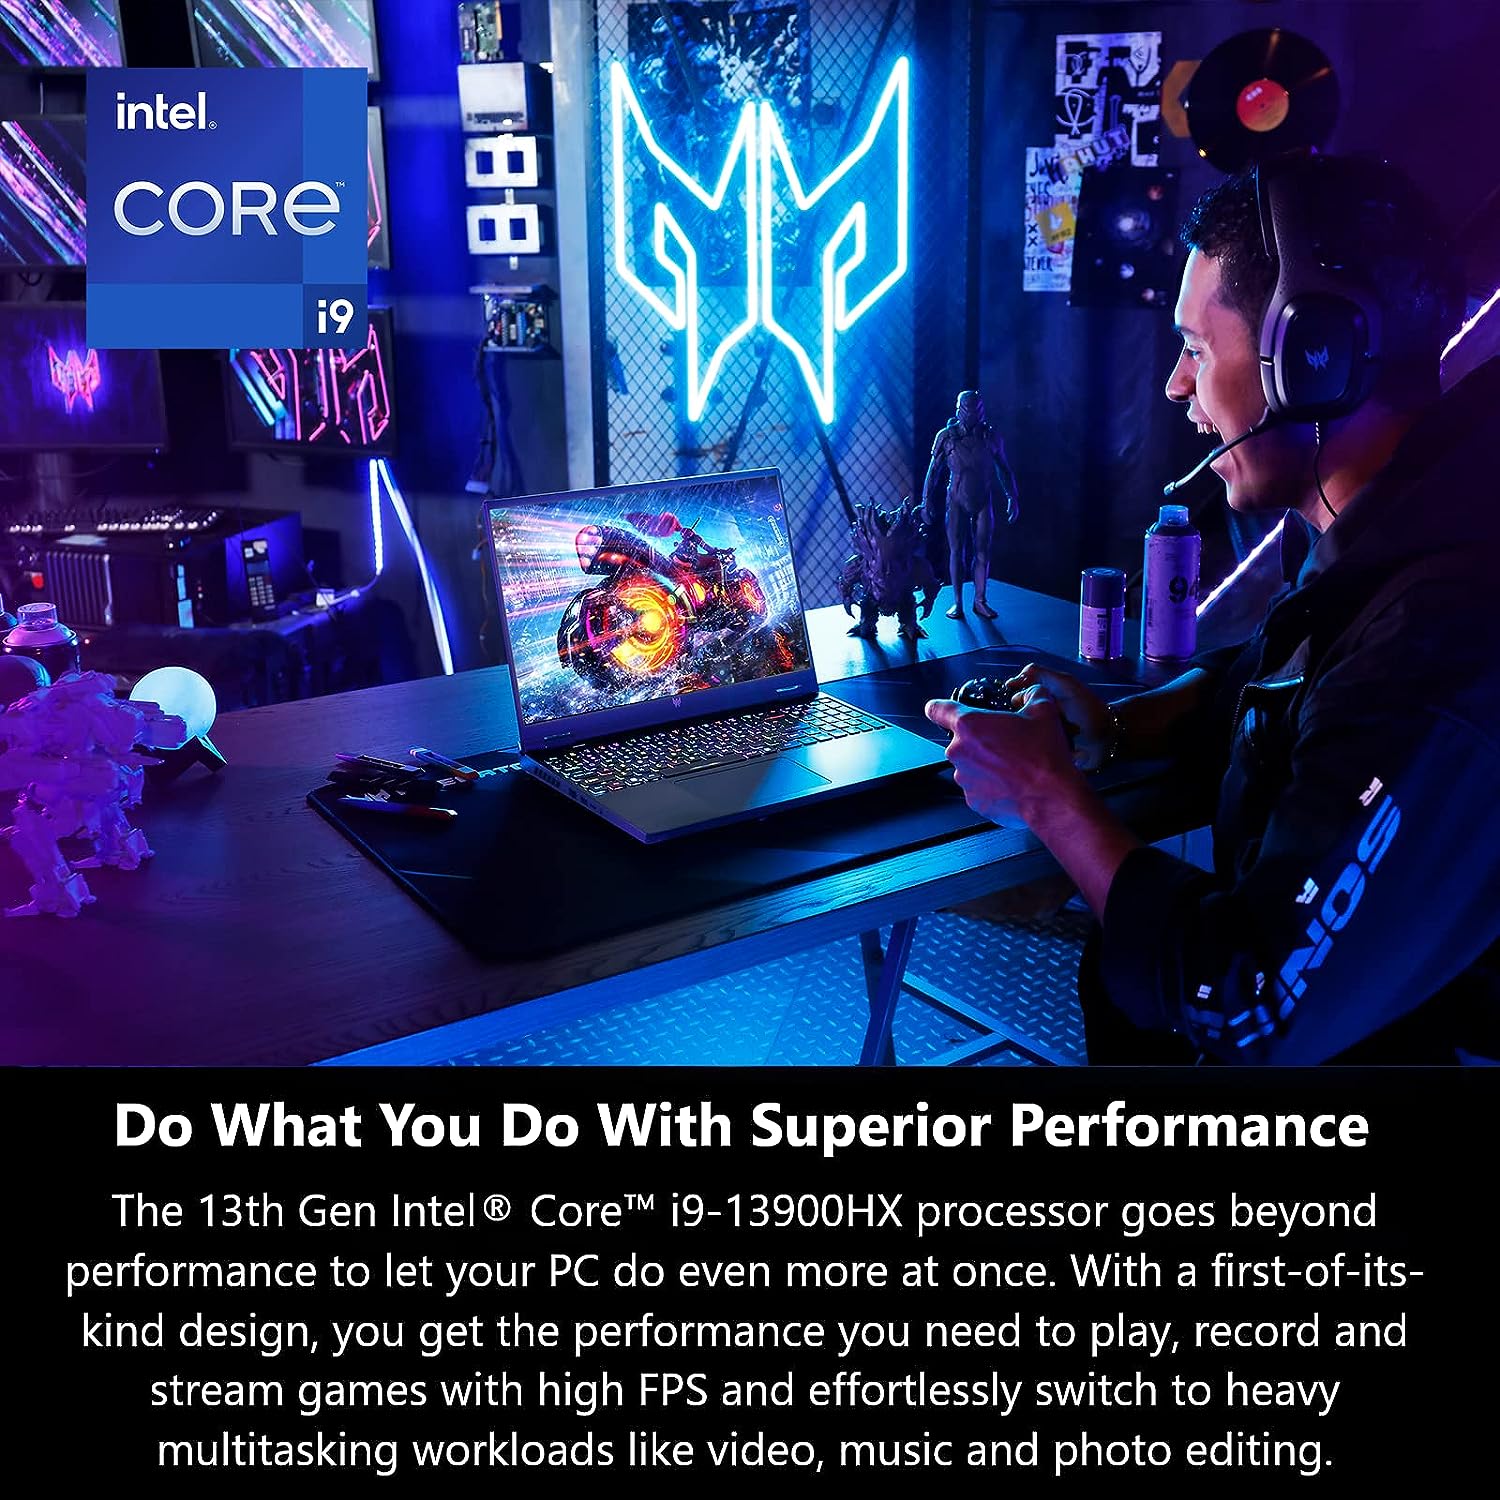 intel®
CORE™
i9
94
SONIC
Do What You Do With Superior Performance
The 13th Gen Intel® Core™ i9-13900HX processor goes beyond
performance to let your PC do even more at once. With a first-of-its-
kind design, you get the performance you need to play, record and
stream games with high FPS and effortlessly switch to heavy
multitasking workloads like video, music and photo editing.